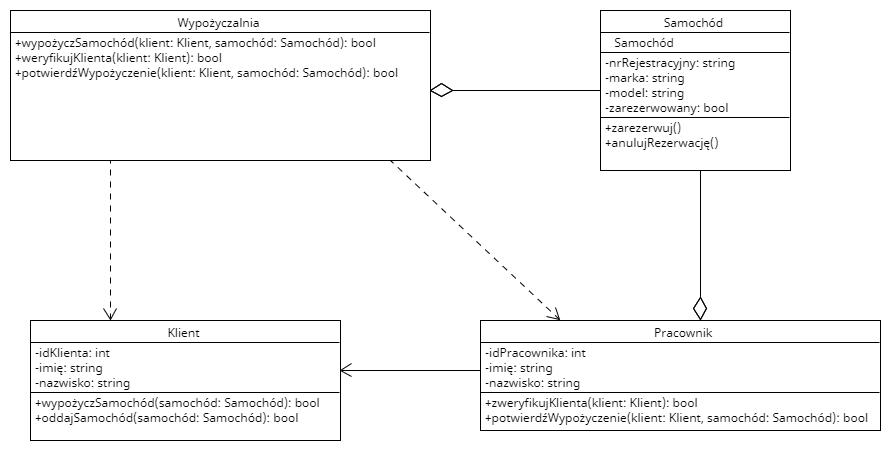 Wypożyczalnia
+wypożyczSamochód(klient: Klient, samochód: Samochód): bool
+weryfikujKlienta(klient: Klient): bool
+potwierdźWypożyczenie(klient: Klient, samochód: Samochód): bool
Samochód
Samochód
-nrRejestracyjny: string
-marka: string
-model: string
-zarezerwowany: bool
+zarezerwuj()
+anulujRezerwację()
Klient
-idKlienta: int
-imię: string
-nazwisko: string
+wypożyczSamochód(samochód: Samochód): bool
+oddajSamochód(samochód: Samochód): bool
Pracownik
-idPracownika: int
-imię: string
-nazwisko: string
+zweryfikujKlienta(klient: Klient): bool
+potwierdźWypożyczenie(klient: Klient, samochód: Samochód): bool